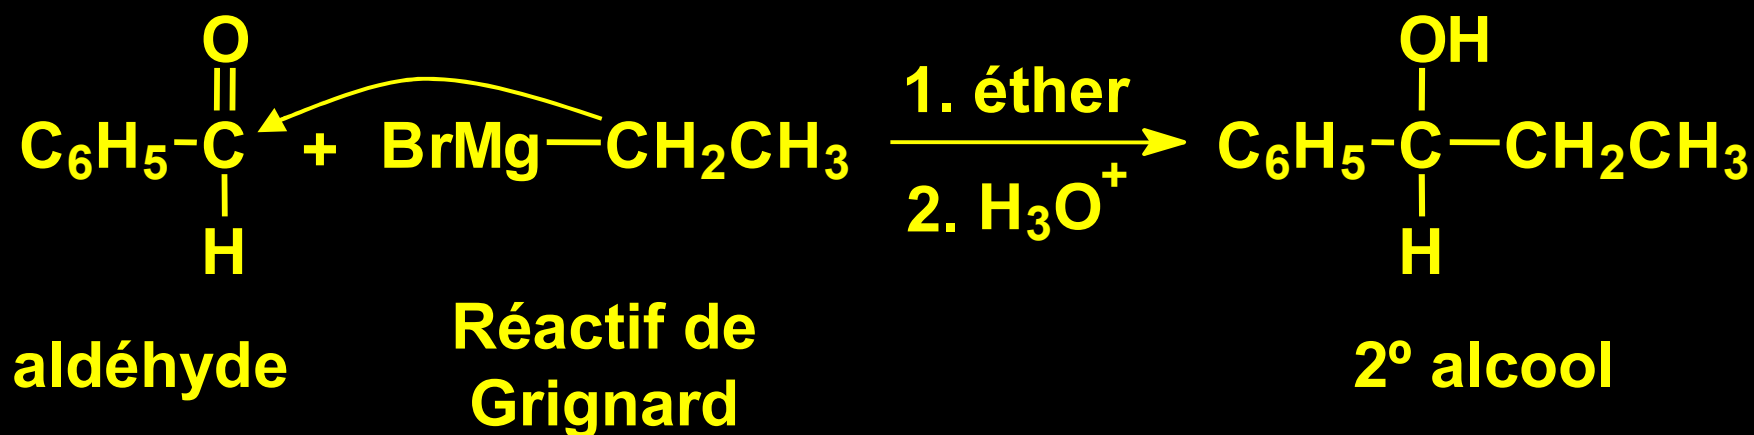 O OH
C₆H₅-C + BrMg—CH₂CH₃ 1. éther C₆H₅-C—CH₂CH₃
2. H₃O⁺
H H
aldéhyde Réactif de Grignard 2º alcool